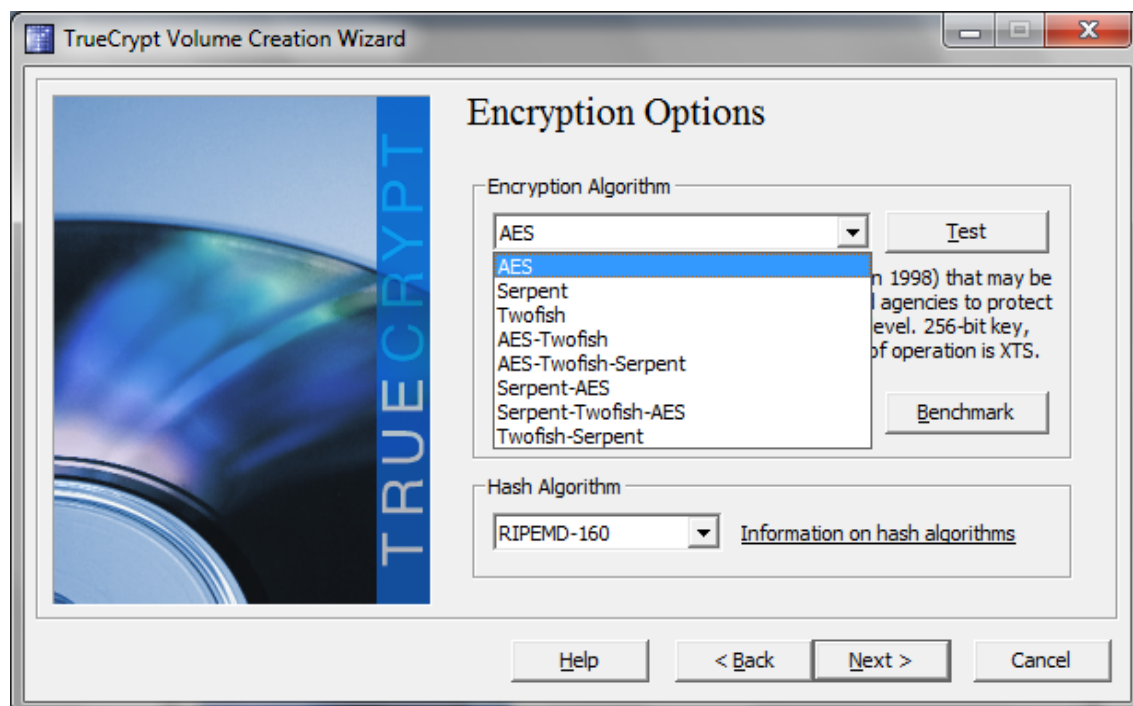 TrueCrypt Volume Creation Wizard
TRUECRYPT
Encryption Options
Encryption Algorithm
AES
Test
AES
Serpent
Twofish
AES-Twofish
AES-Twofish-Serpent
Serpent-AES
Serpent-Twofish-AES
Twofish-Serpent
n 1998) that may be
agencies to protect
evel. 256-bit key,
of operation is XTS.
Benchmark
Hash Algorithm
RIPEMD-160
Information on hash algorithms
Help
< Back
Next >
Cancel